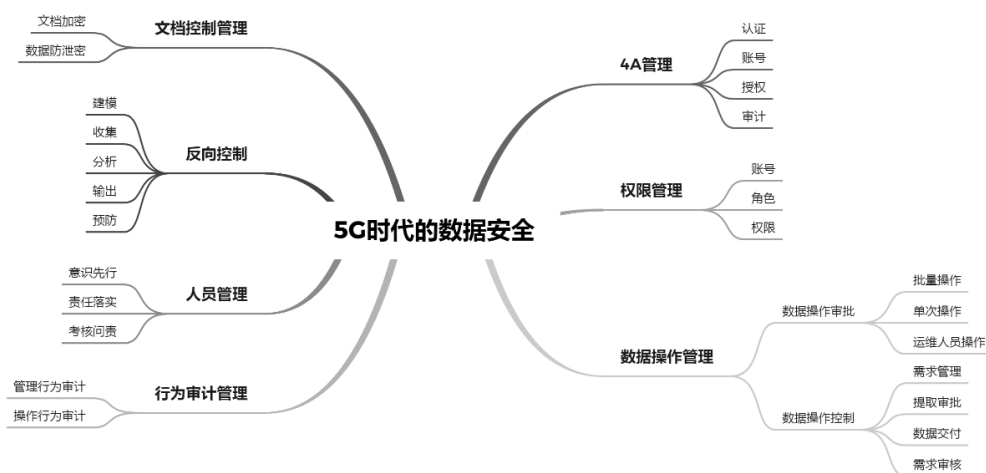 5G时代的数据安全
文档控制管理
文档加密
数据防泄密
反向控制
建模
收集
分析
输出
预防
人员管理
意识先行
责任落实
考核问责
行为审计管理
管理行为审计
操作行为审计
4A管理
认证
账号
授权
审计
权限管理
账号
角色
权限
数据操作管理
数据操作审批
批量操作
单次操作
运维人员操作
数据操作控制
需求管理
提取审批
数据交付
需求审核